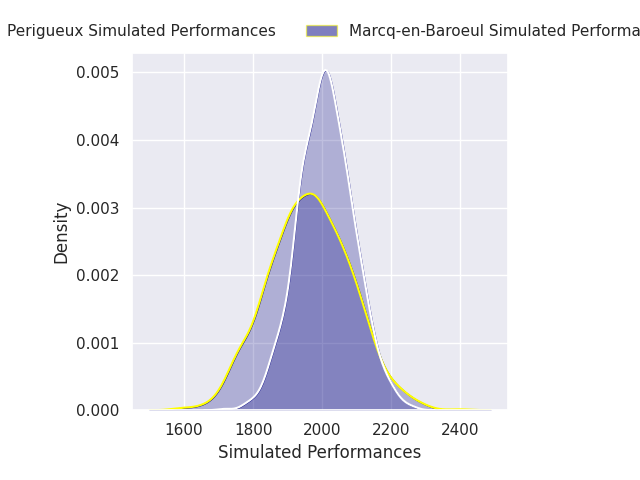 Perigueux Simulated Performances
Marcq-en-Baroeul Simulated Performa
0.005
0.004
0.003
0.002
0.001
0.000
Density
1600 1800 2000 2200 2400
Simulated Performances